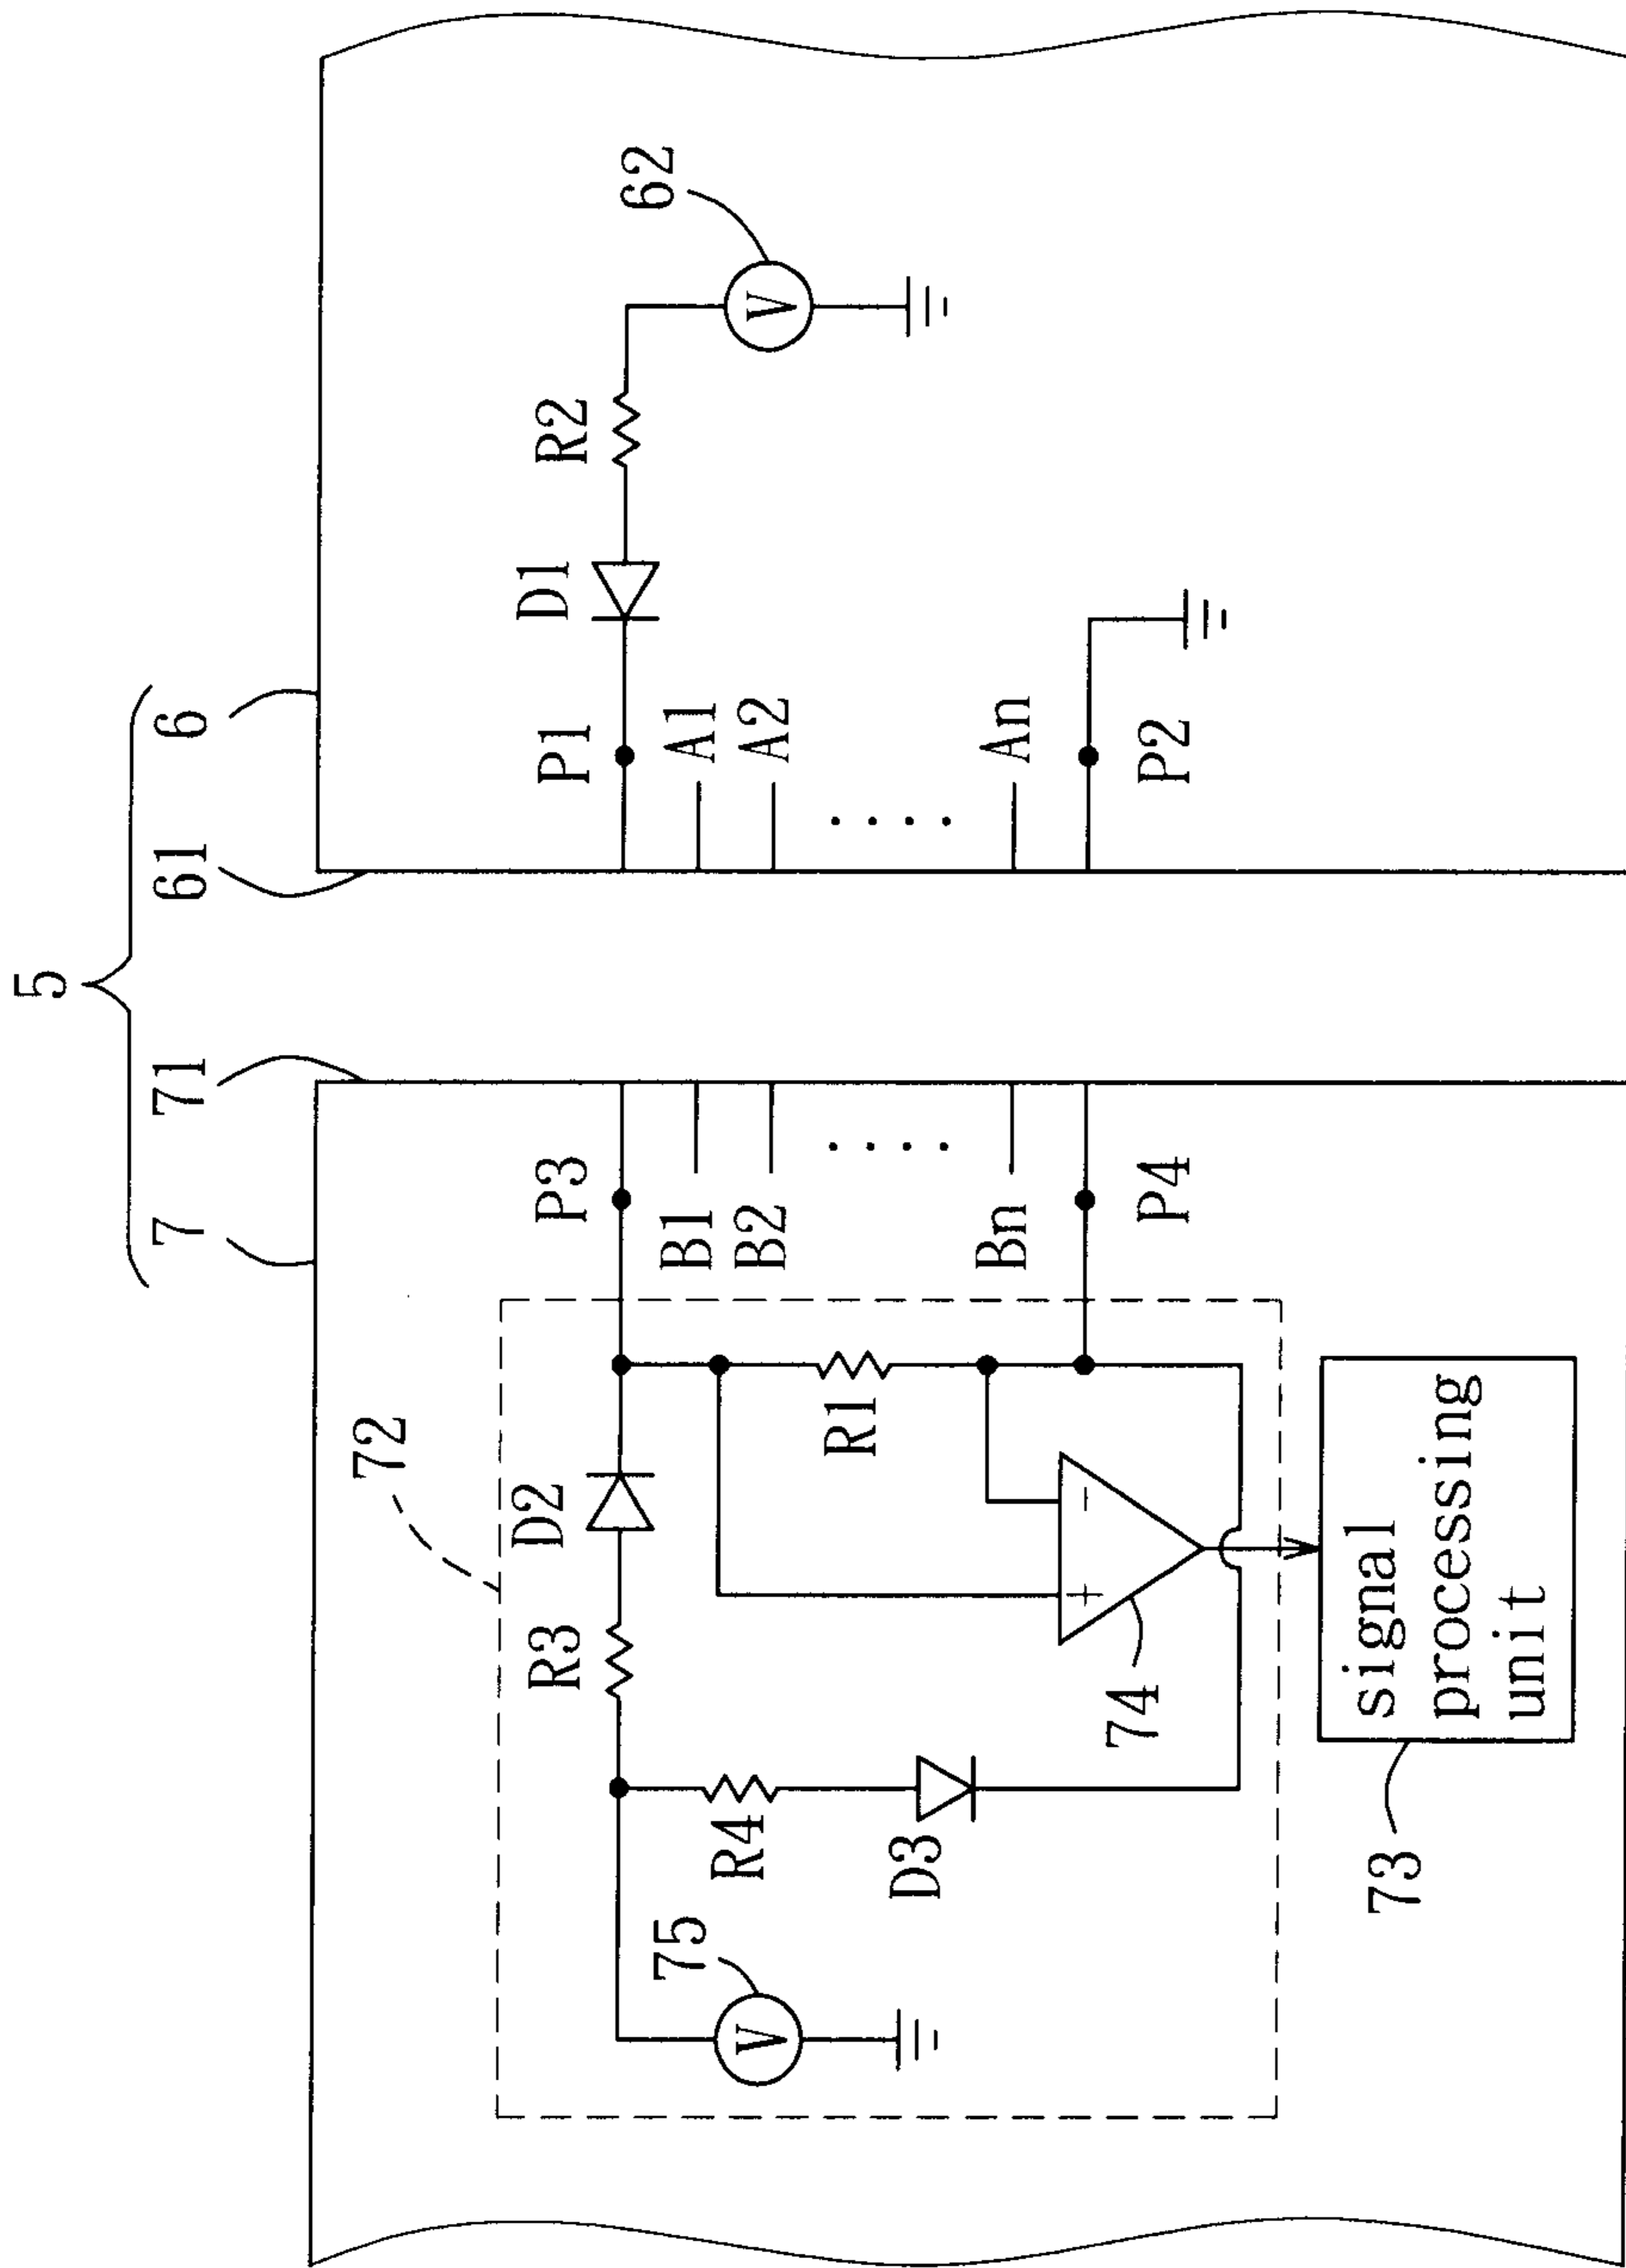 5
7
71
61
6
72
D2
R3
P3
P1
D1
R2
75
R4
B1
A1
62
V
B2
A2
V
R1
D3
Bn
An
+
-
74
P4
P2
73
signal
processing
unit